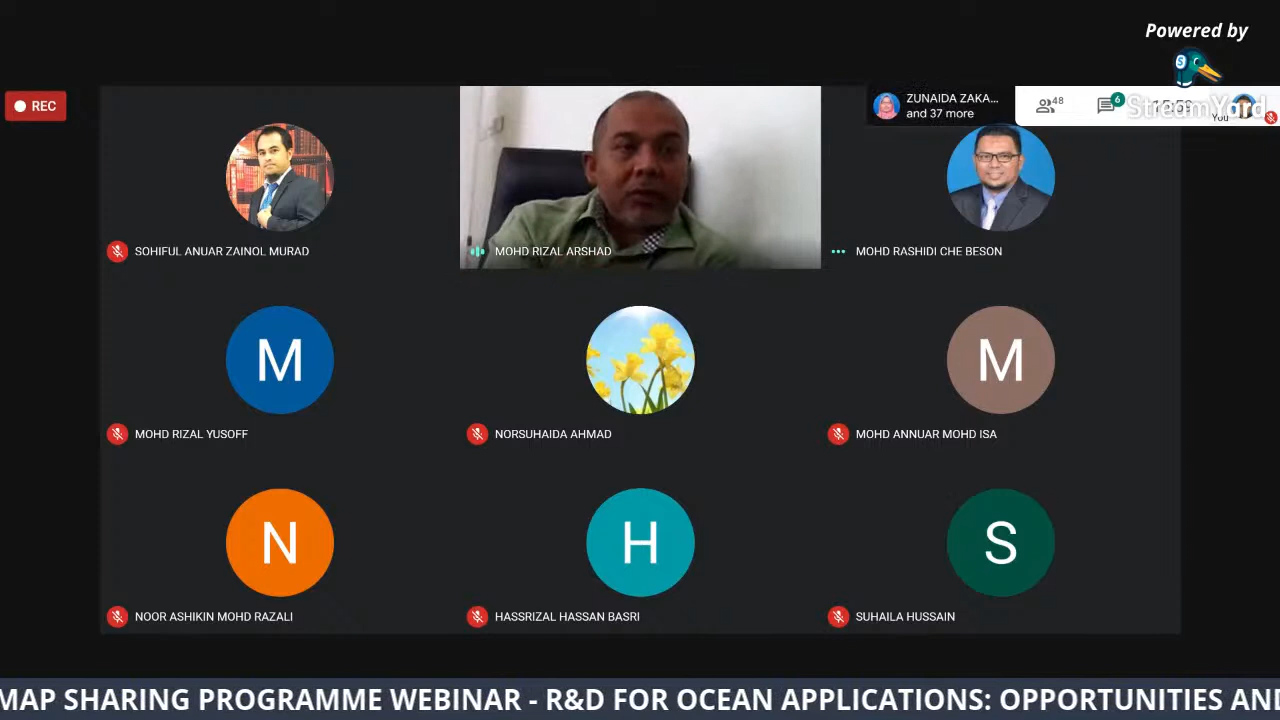 Powered by
S
REC
ZUNAIDA ZAKA...
and 37 more
48
6
StreamYard
You
SOHIFUL ANUAR ZAINOL MURAD
MOHD RIZAL ARSHAD
MOHD RASHIDI CHE BESON
M
M
MOHD RIZAL YUSOFF
NORSUHAIDA AHMAD
MOHD ANNUAR MOHD ISA
N
H
S
NOOR ASHIKIN MOHD RAZALI
HASSRIZAL HASSAN BASRI
SUHAILA HUSSAIN
MAP SHARING PROGRAMME WEBINAR - R&D FOR OCEAN APPLICATIONS: OPPORTUNITIES AND